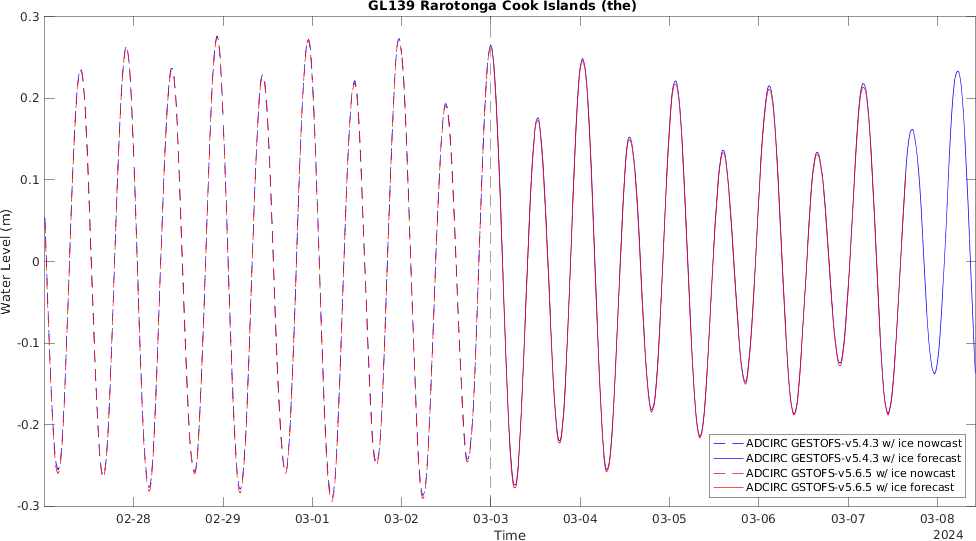 GL139 Rarotonga Cook Islands (the)
0.3
0.2
0.1
0
-0.1
-0.2
-0.3
Water Level (m)
02-28 02-29 03-01 03-02 03-03 03-04 03-05 03-06 03-07 03-08
Time
2024
ADCIRC GESTOFS-v5.4.3 w/ ice nowcast
ADCIRC GESTOFS-v5.4.3 w/ ice forecast
ADCIRC GSTOFS-v5.6.5 w/ ice nowcast
ADCIRC GSTOFS-v5.6.5 w/ ice forecast